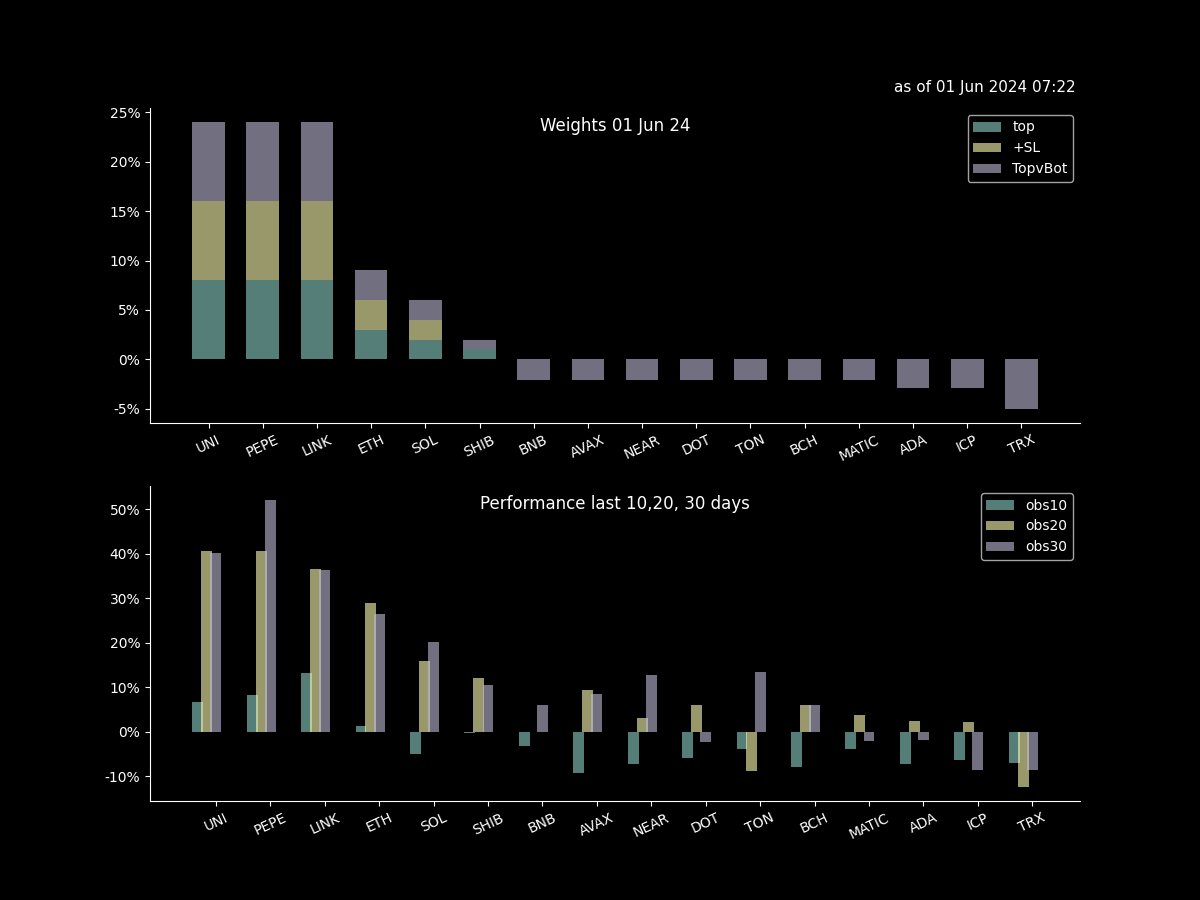 as of 01 Jun 2024 07:22
Weights 01 Jun 24
top
+SL
TopvBot
25%
20%
15%
10%
5%
0%
-5%
UNI PEPE LINK ETH SOL SHIB BNB AVAX NEAR DOT TON BCH MATIC ADA ICP TRX
Performance last 10,20, 30 days
obs10
obs20
obs30
50%
40%
30%
20%
10%
0%
-10%
UNI PEPE LINK ETH SOL SHIB BNB AVAX NEAR DOT TON BCH MATIC ADA ICP TRX